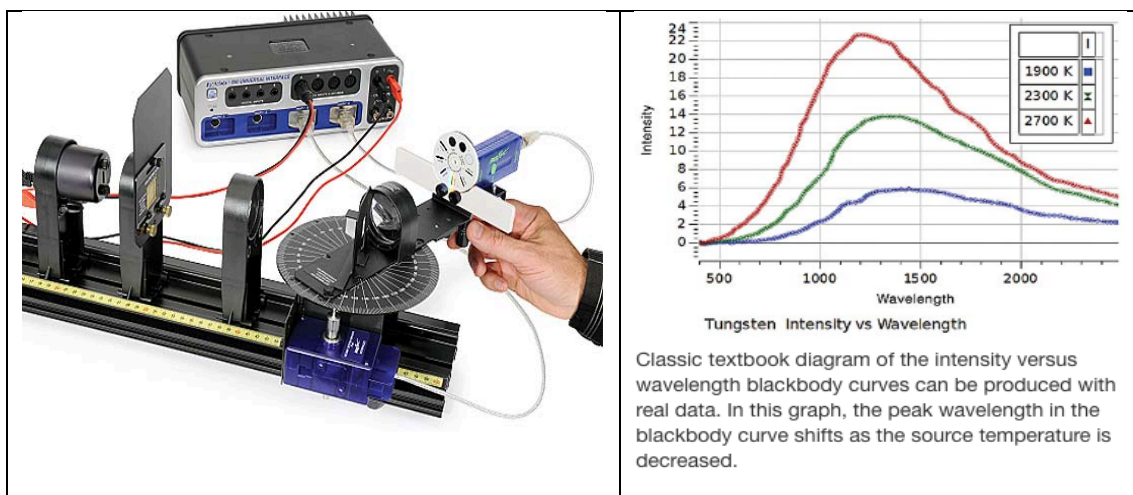 UNIVERSAL INTERFACE
24
22
20
18
16
14
12
10
8
6
4
2
0
Intensity
I
1900 K
2300 K
2700 K
500
1000
1500
2000
Wavelength
Tungsten Intensity vs Wavelength
Classic textbook diagram of the intensity versus
wavelength blackbody curves can be produced with
real data. In this graph, the peak wavelength in the
blackbody curve shifts as the source temperature is
decreased.